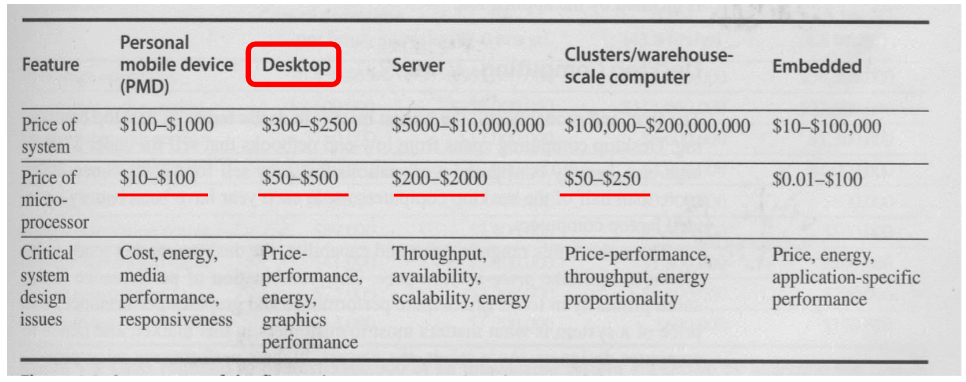 Feature Personal mobile device (PMD) Desktop Server Clusters/warehouse-scale computer Embedded
Price of system $100–$1000 $300–$2500 $5000–$10,000,000 $100,000–$200,000,000 $10–$100,000
Price of micro-processor $10–$100 $50–$500 $200–$2000 $50–$250 $0.01–$100
Critical system design issues Cost, energy, media performance, responsiveness Price-performance, energy, graphics performance Throughput, availability, scalability, energy Price-performance, throughput, energy proportionality Price, energy, application-specific performance